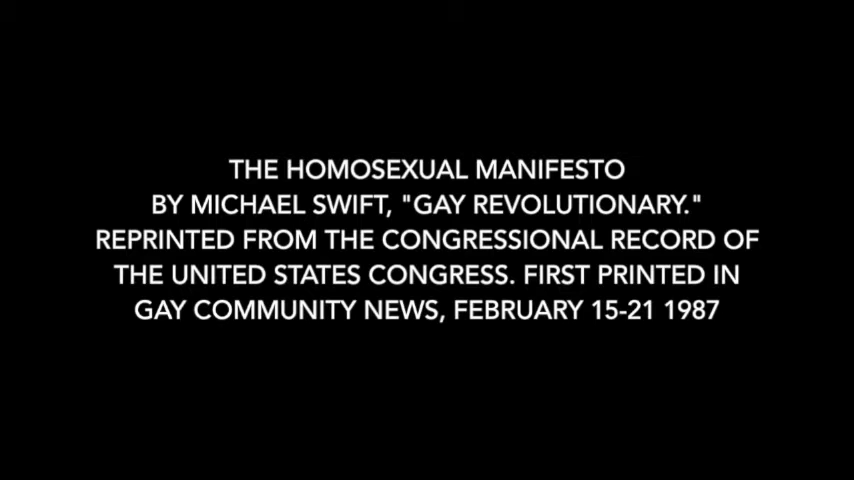 THE HOMOSEXUAL MANIFESTO
BY MICHAEL SWIFT, "GAY REVOLUTIONARY."
REPRINTED FROM THE CONGRESSIONAL RECORD OF
THE UNITED STATES CONGRESS. FIRST PRINTED IN
GAY COMMUNITY NEWS, FEBRUARY 15-21 1987